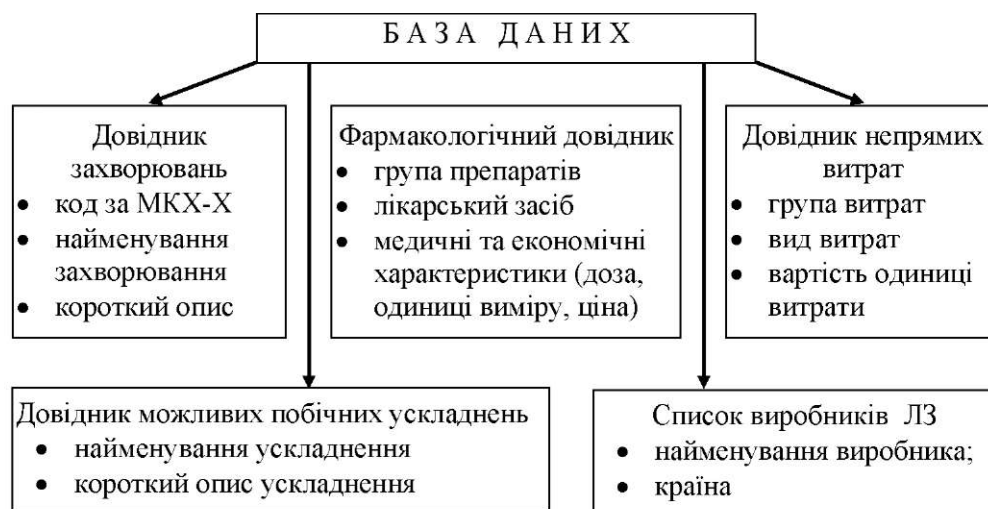 Б А З А  Д А Н И Х
Довідник
захворювань
• код за МКХ-Х
• найменування
захворювання
• короткий опис
Фармакологічний довідник
• група препаратів
• лікарський засіб
• медичні та економічні
характеристики (доза,
одиниці виміру, ціна)
Довідник непрямих
витрат
• група витрат
• вид витрат
• вартість одиниці
витрати
Довідник можливих побічних ускладнень
• найменування ускладнення
• короткий опис ускладнення
Список виробників ЛЗ
• найменування виробника;
• країна